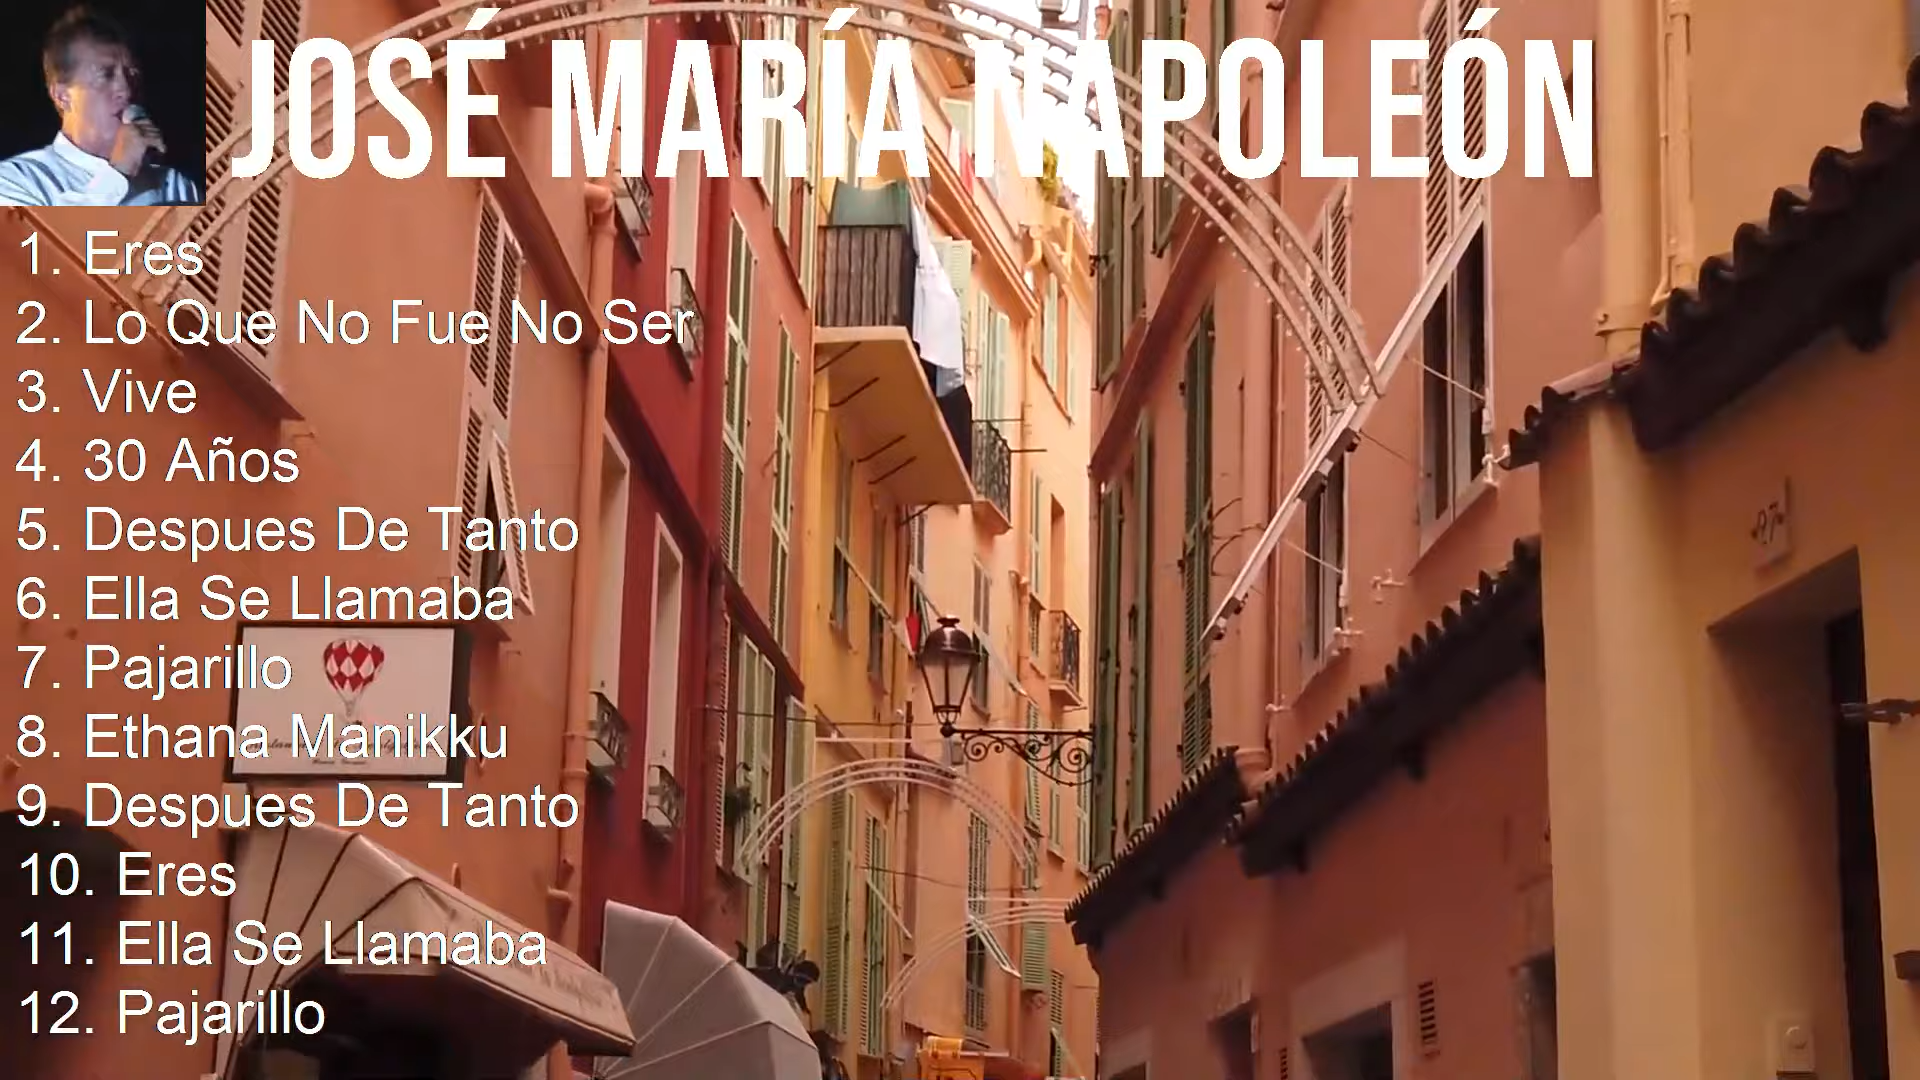 JOSÉ MARÍA NAPOLEÓN
1. Eres
2. Lo Que No Fue No Ser
3. Vive
4. 30 Años
5. Despues De Tanto
6. Ella Se Llamaba
7. Pajarillo
8. Ethana Manikku
9. Despues De Tanto
10. Eres
11. Ella Se Llamaba
12. Pajarillo